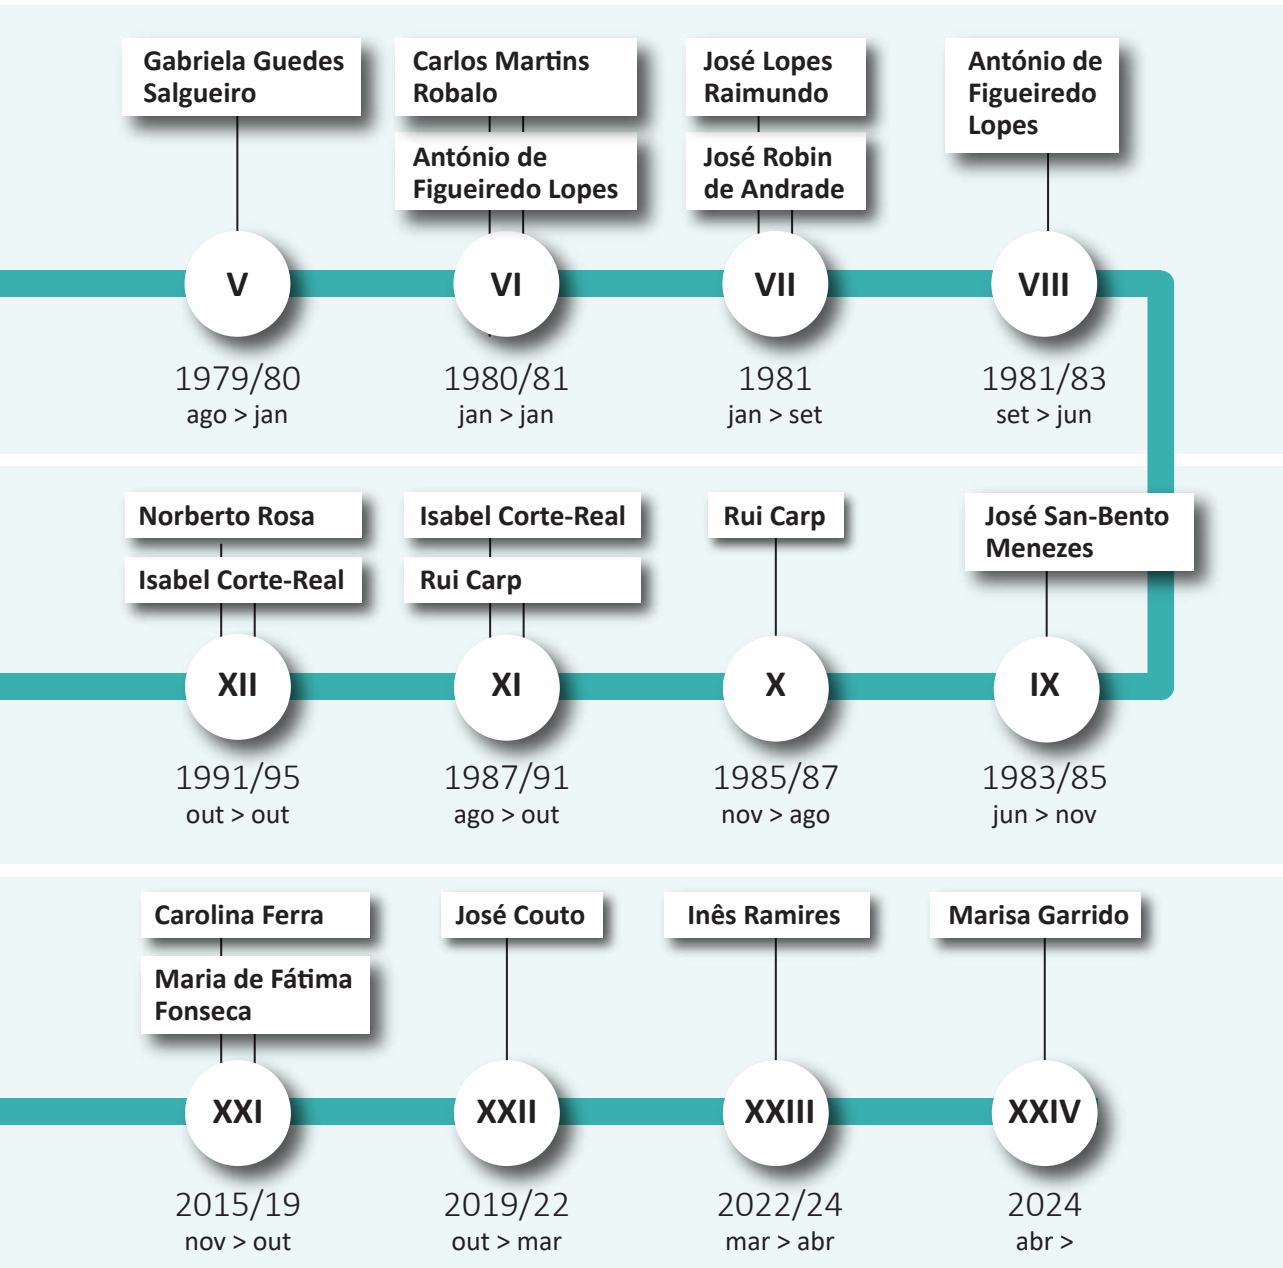 Gabriela Guedes
Salgueiro
V
1979/80
ago > jan
Carlos Martins
Robalo
António de
Figueiredo Lopes
VI
1980/81
jan > jan
José Lopes
Raimundo
José Robin
de Andrade
VII
1981
jan > set
António de
Figueiredo
Lopes
VIII
1981/83
set > jun
Norberto Rosa
Isabel Corte-Real
XII
1991/95
out > out
Isabel Corte-Real
Rui Carp
XI
1987/91
ago > out
Rui Carp
X
1985/87
nov > ago
José San-Bento
Menezes
IX
1983/85
jun > nov
Carolina Ferra
Maria de Fátima
Fonseca
XXI
2015/19
nov > out
José Couto
XXII
2019/22
out > mar
Inês Ramires
XXIII
2022/24
mar > abr
Marisa Garrido
XXIV
2024
abr >